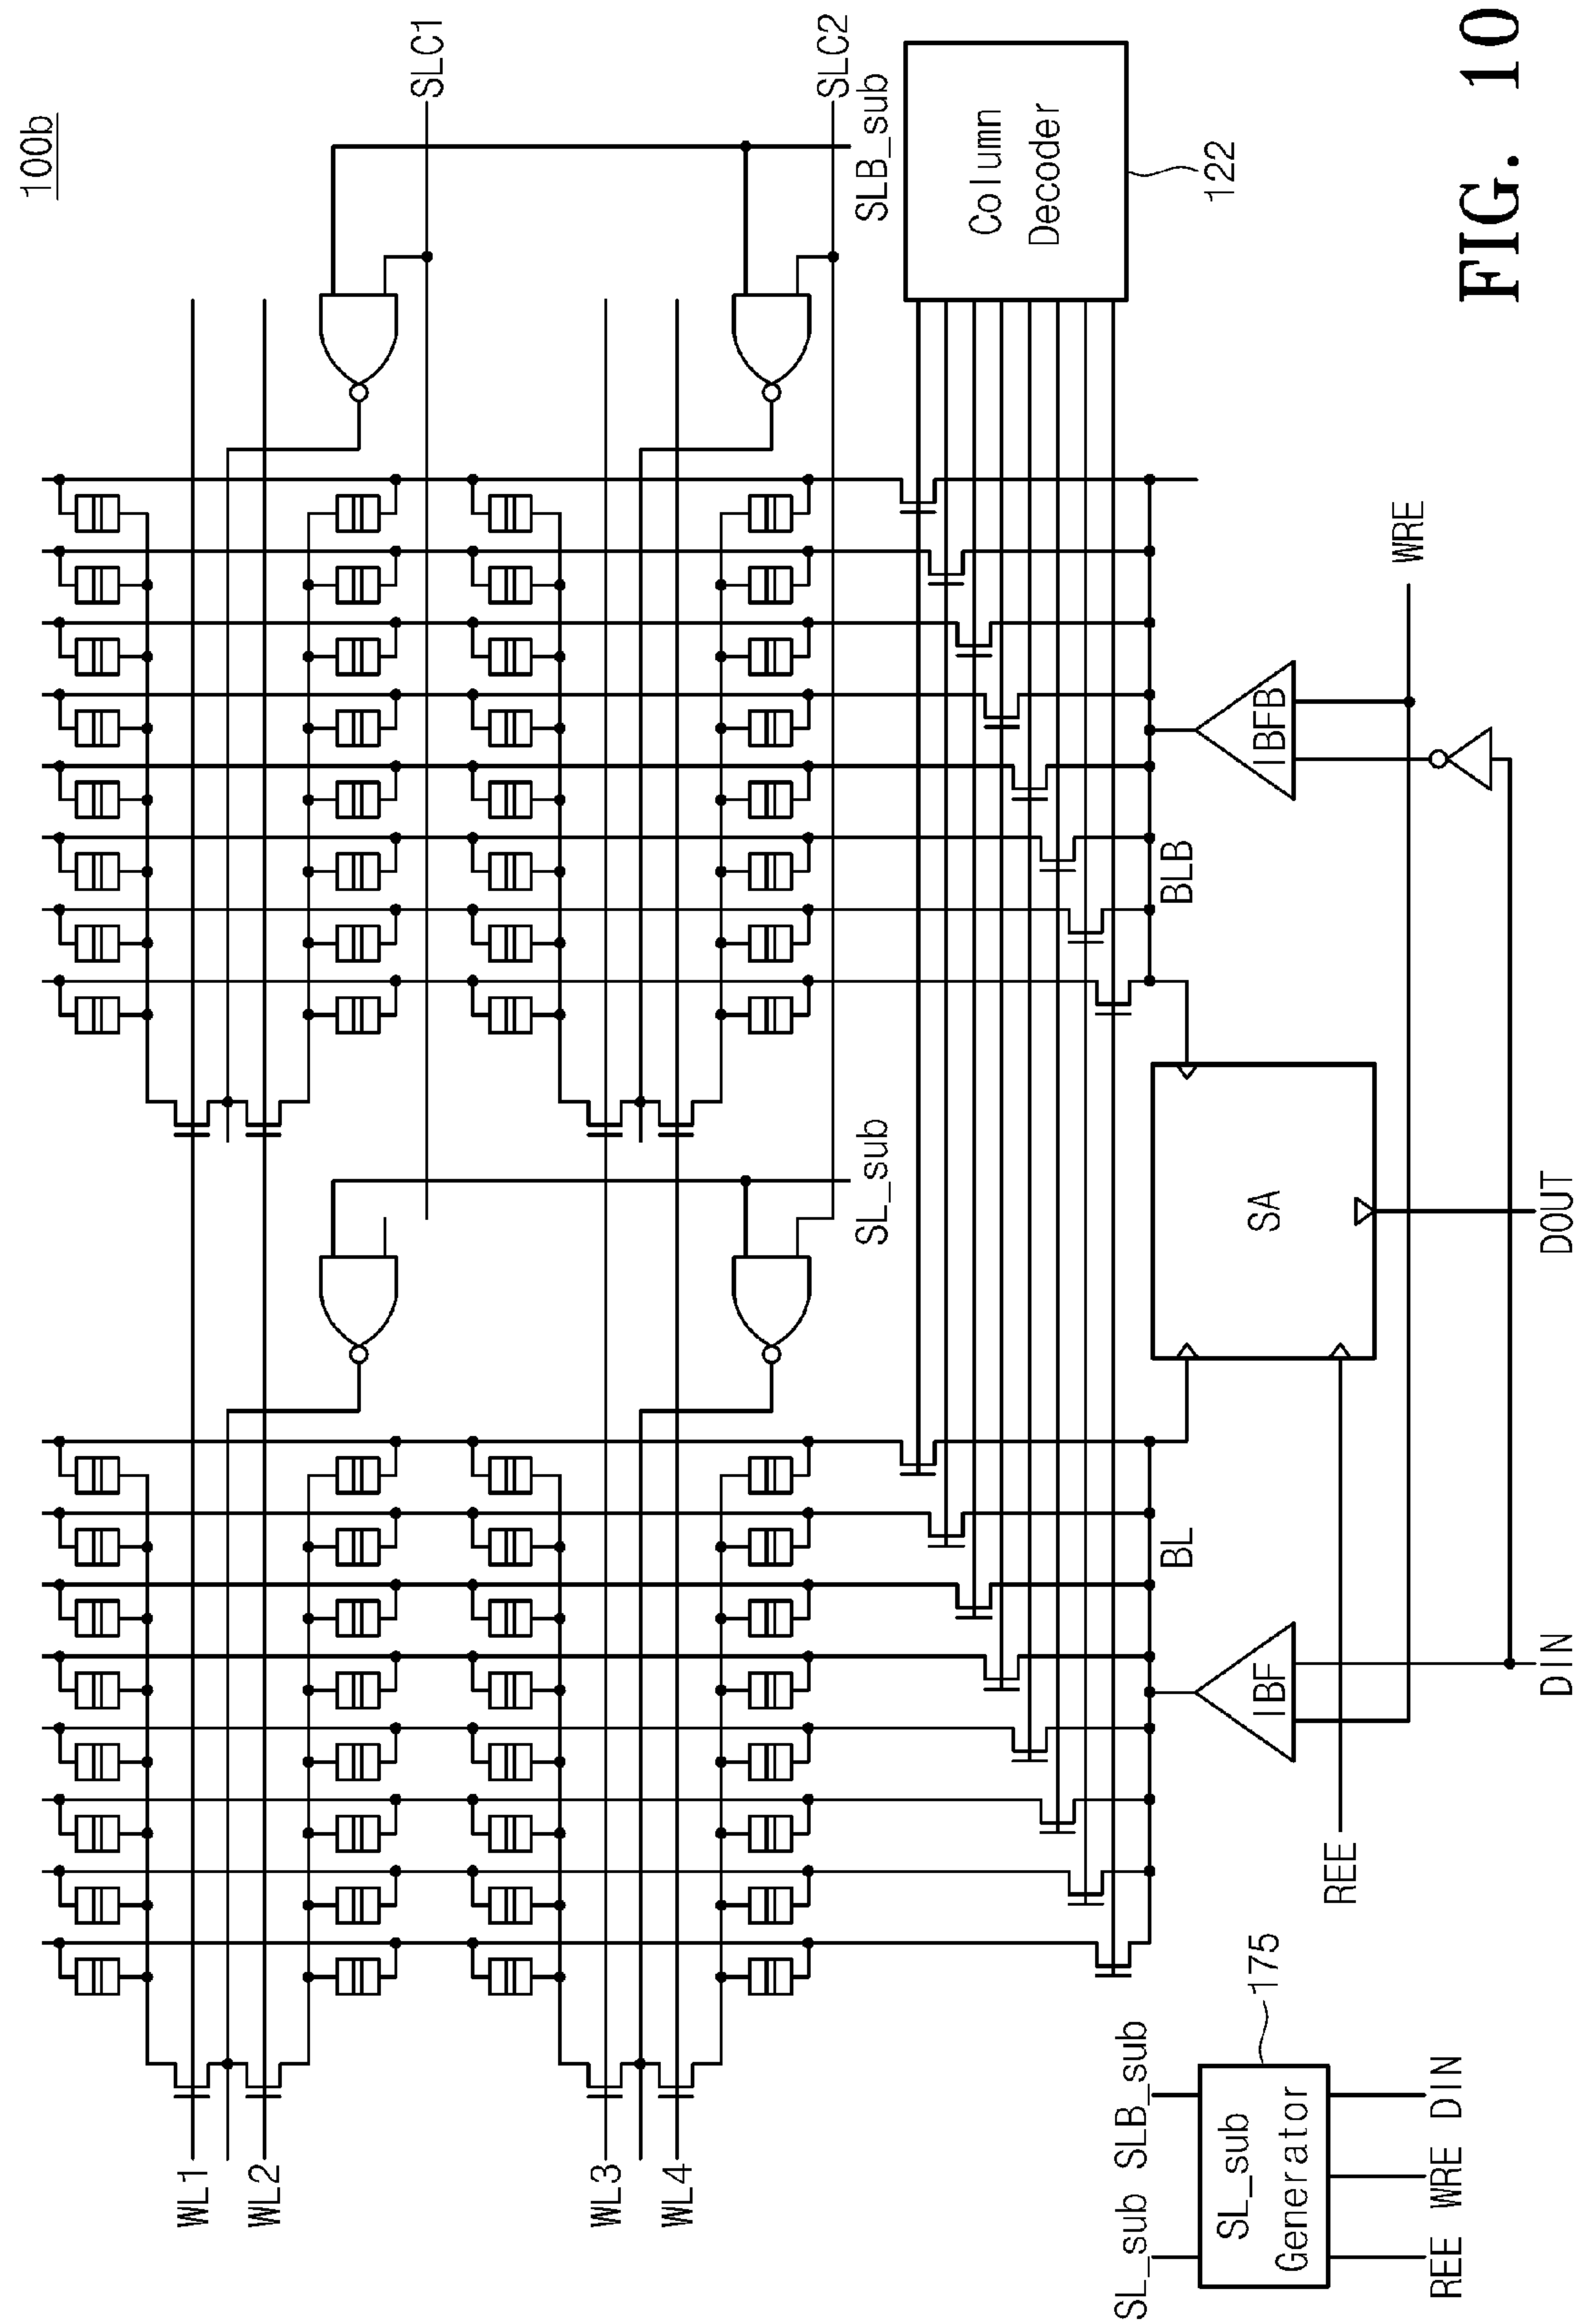 100b
WL1
WL2
WL3
WL4
SLC1
SLC2
SL_sub
SLB_sub
Column
Decoder
122
BL
BLB
IBF
SA
IBFB
WRE
REE
DIN
DOUT
SL_sub SLB_sub
SL_sub
Generator
175
REE WRE DIN
FIG. 10